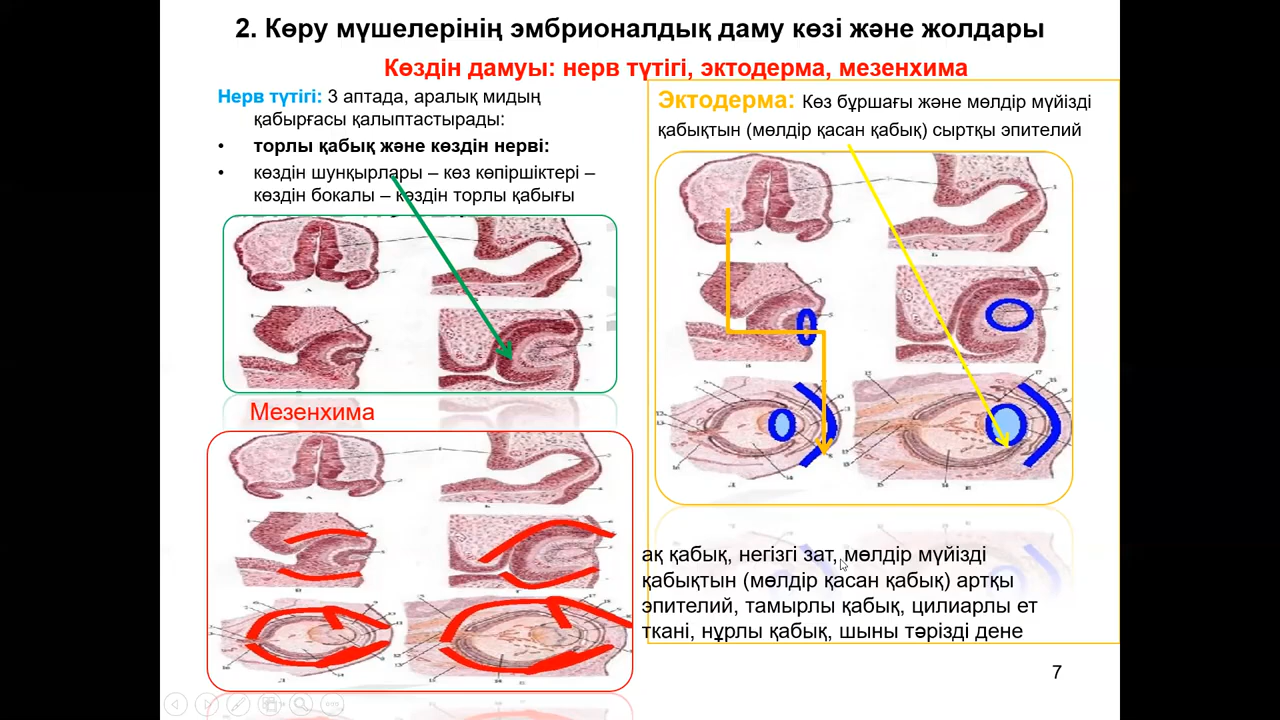 2. Көру мүшелерінің эмбрионалдық даму көзі және жолдары
Көздін дамуы: нерв түтігі, эктодерма, мезенхима
Нерв түтігі: 3 аптада, аралық мидың
қабырғасы қалыптастырады:
• торлы қабық және көздін нерві:
• көздін шунқырлары – көз көпіршіктері –
көздін бокалы – көздін торлы қабығы
Мезенхима
Эктодерма: Көз бұршағы және мөлдір мүйізді
қабықтын (мөлдір қасан қабық) сыртқы эпителий
ақ қабық, негізгі зат, мөлдір мүйізді
қабықтын (мөлдір қасан қабық) артқы
эпителий, тамырлы қабық, цилиарлы ет
ткані, нұрлы қабық, шыны тәрізді дене
7